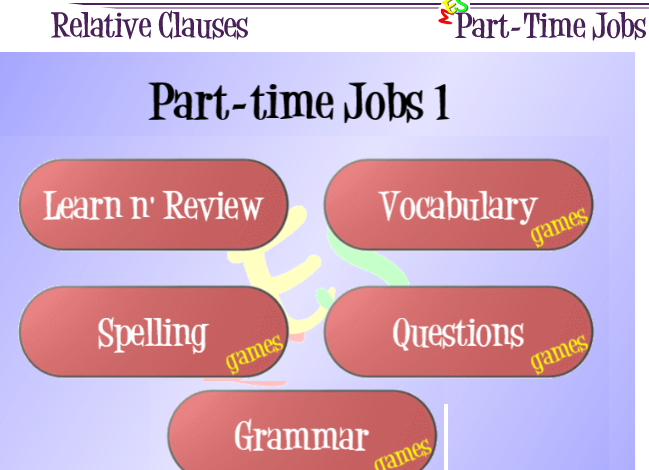 Relative Clauses
Part-Time Jobs
Part-time Jobs 1
Learn n' Review
Vocabulary
games
Spelling
games
Questions
games
Grammar
games